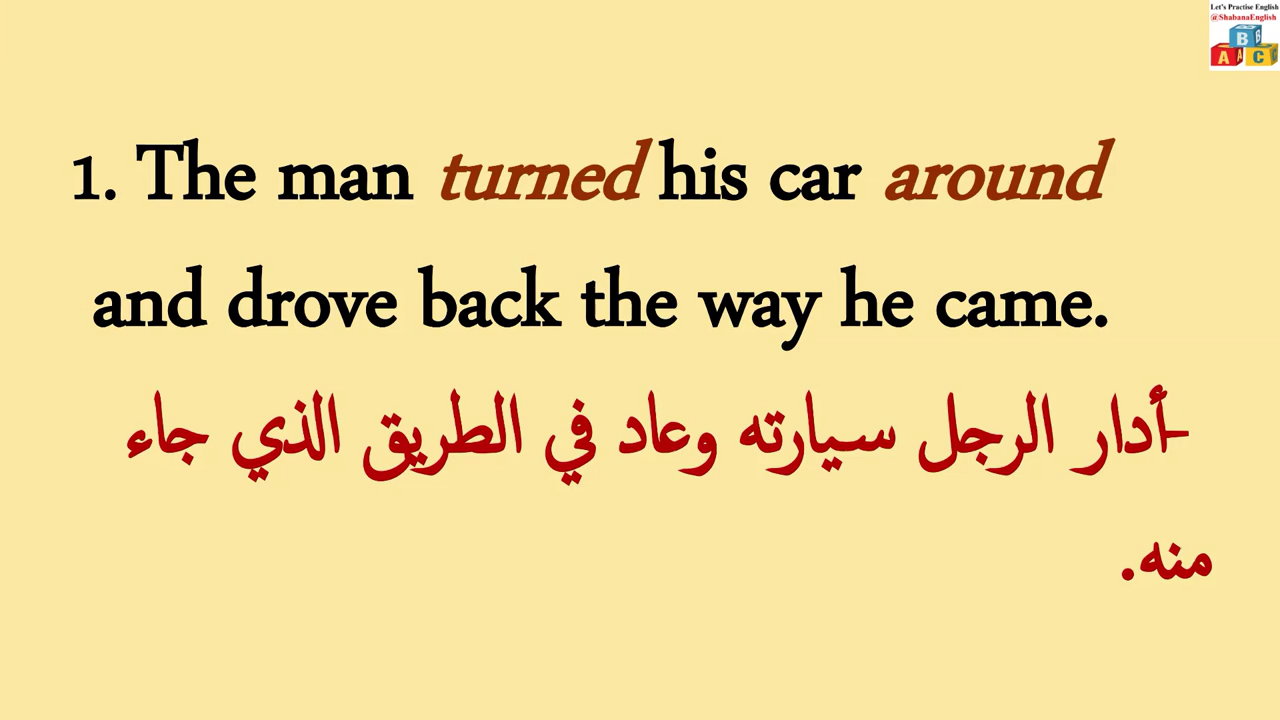 Let's Practise English
@ShabanaEnglish
1. The man turned his car around
and drove back the way he came.
-أدار الرجل سيارته وعاد في الطريق الذي جاء
منه.